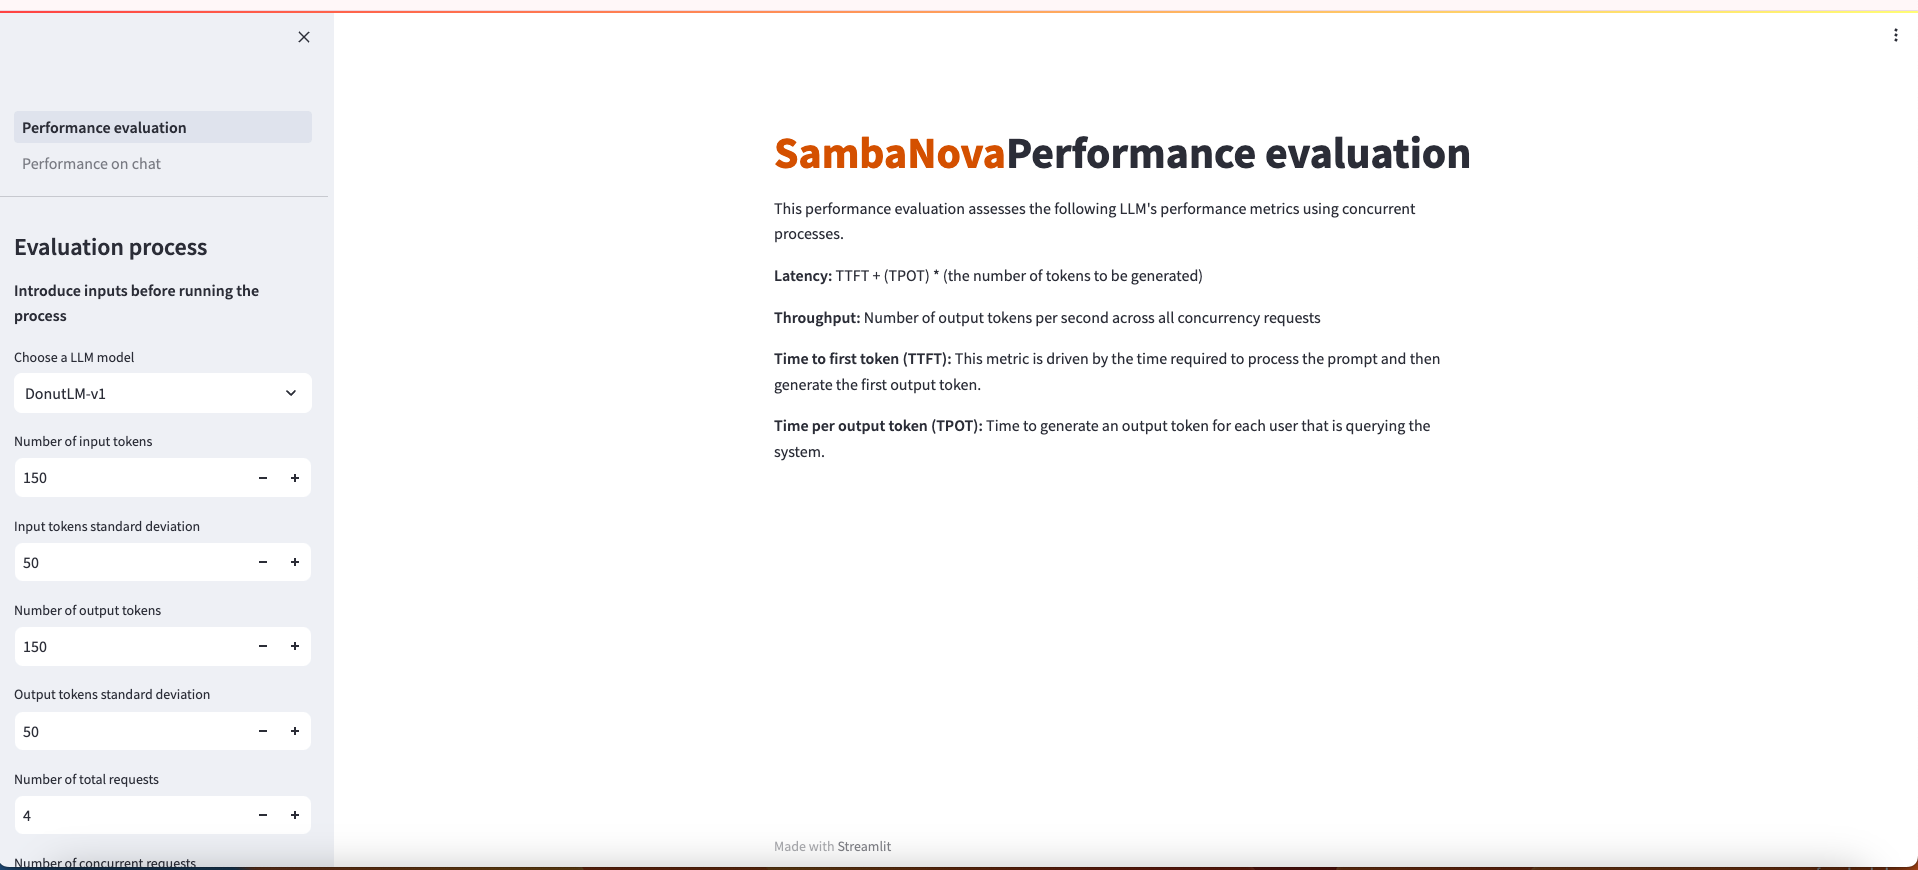 Performance evaluation
Performance on chat
Evaluation process
Introduce inputs before running the
process
Choose a LLM model
DonutLM-v1
Number of input tokens
150
Input tokens standard deviation
50
Number of output tokens
150
Output tokens standard deviation
50
Number of total requests
4
Number of concurrent requests
SambaNovaPerformance evaluation
This performance evaluation assesses the following LLM's performance metrics using concurrent
processes.
Latency: TTFT + (TPOT) * (the number of tokens to be generated)
Throughput: Number of output tokens per second across all concurrency requests
Time to first token (TTFT): This metric is driven by the time required to process the prompt and then
generate the first output token.
Time per output token (TPOT): Time to generate an output token for each user that is querying the
system.
Made with Streamlit